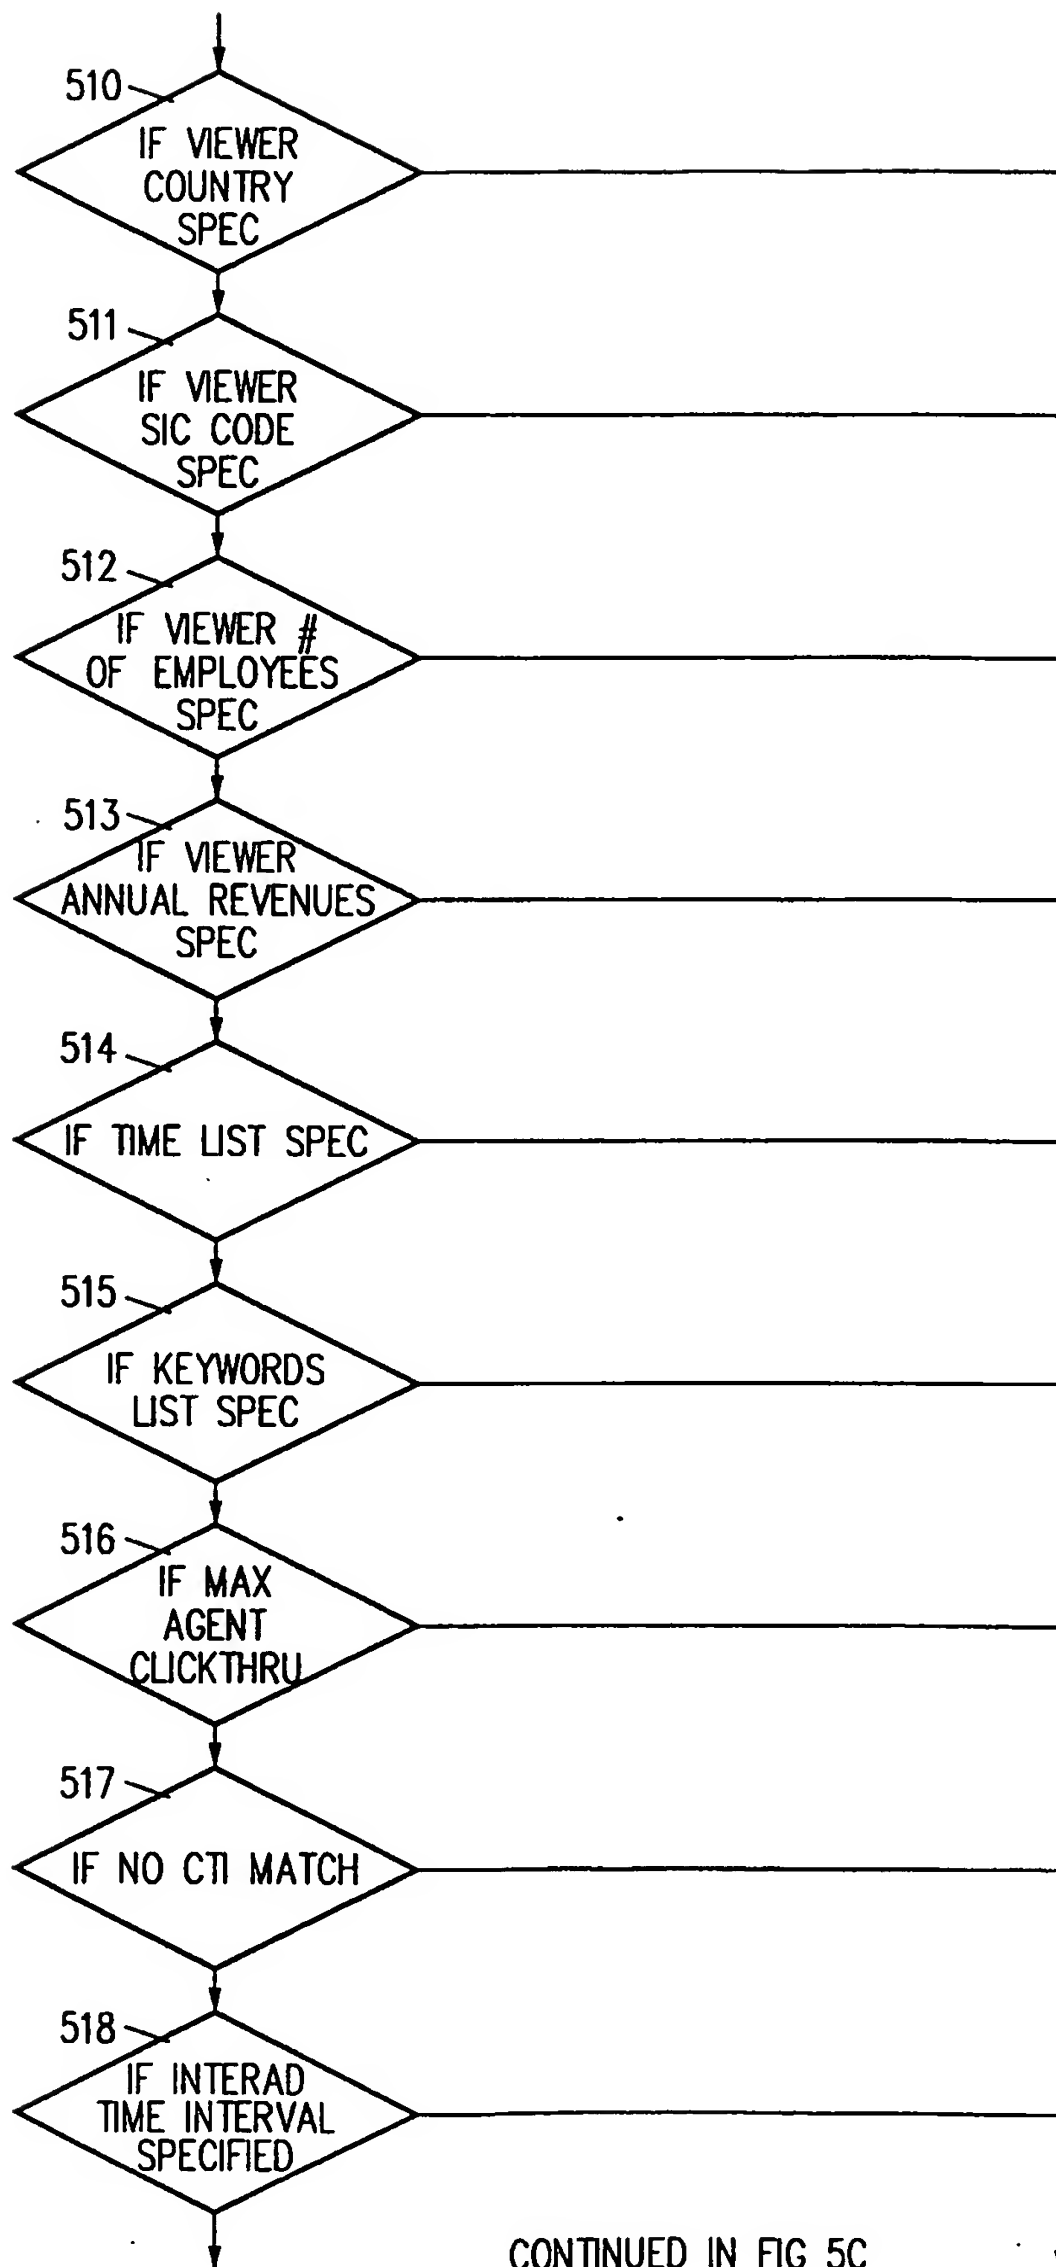 510
IF VIEWER
COUNTRY
SPEC
511
IF VIEWER
SIC CODE
SPEC
512
IF VIEWER #
OF EMPLOYEES
SPEC
513
IF VIEWER
ANNUAL REVENUES
SPEC
514
IF TIME LIST SPEC
515
IF KEYWORDS
LIST SPEC
516
IF MAX
AGENT
CLICKTHRU
517
IF NO CTI MATCH
518
IF INTERAD
TIME INTERVAL
SPECIFIED
CONTINUED IN FIG 5C